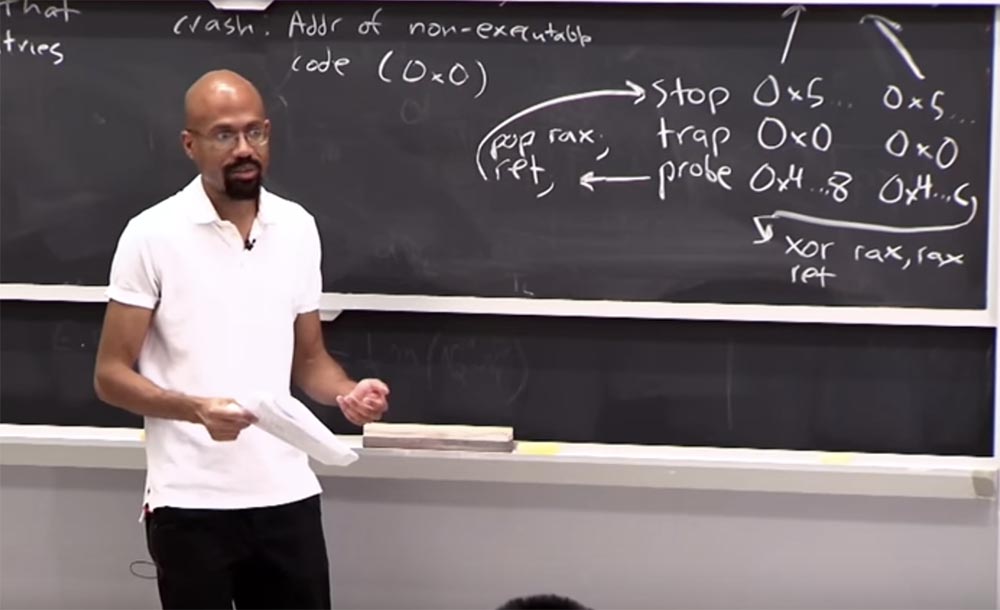 That
tries
crash: Addr of non-executable
code (0x0)
stop 0x5... 0x5...
trap 0x0 0x0
probe 0x4...8 0x4...c
pop rax;
ret;
xor rax, rax
ret